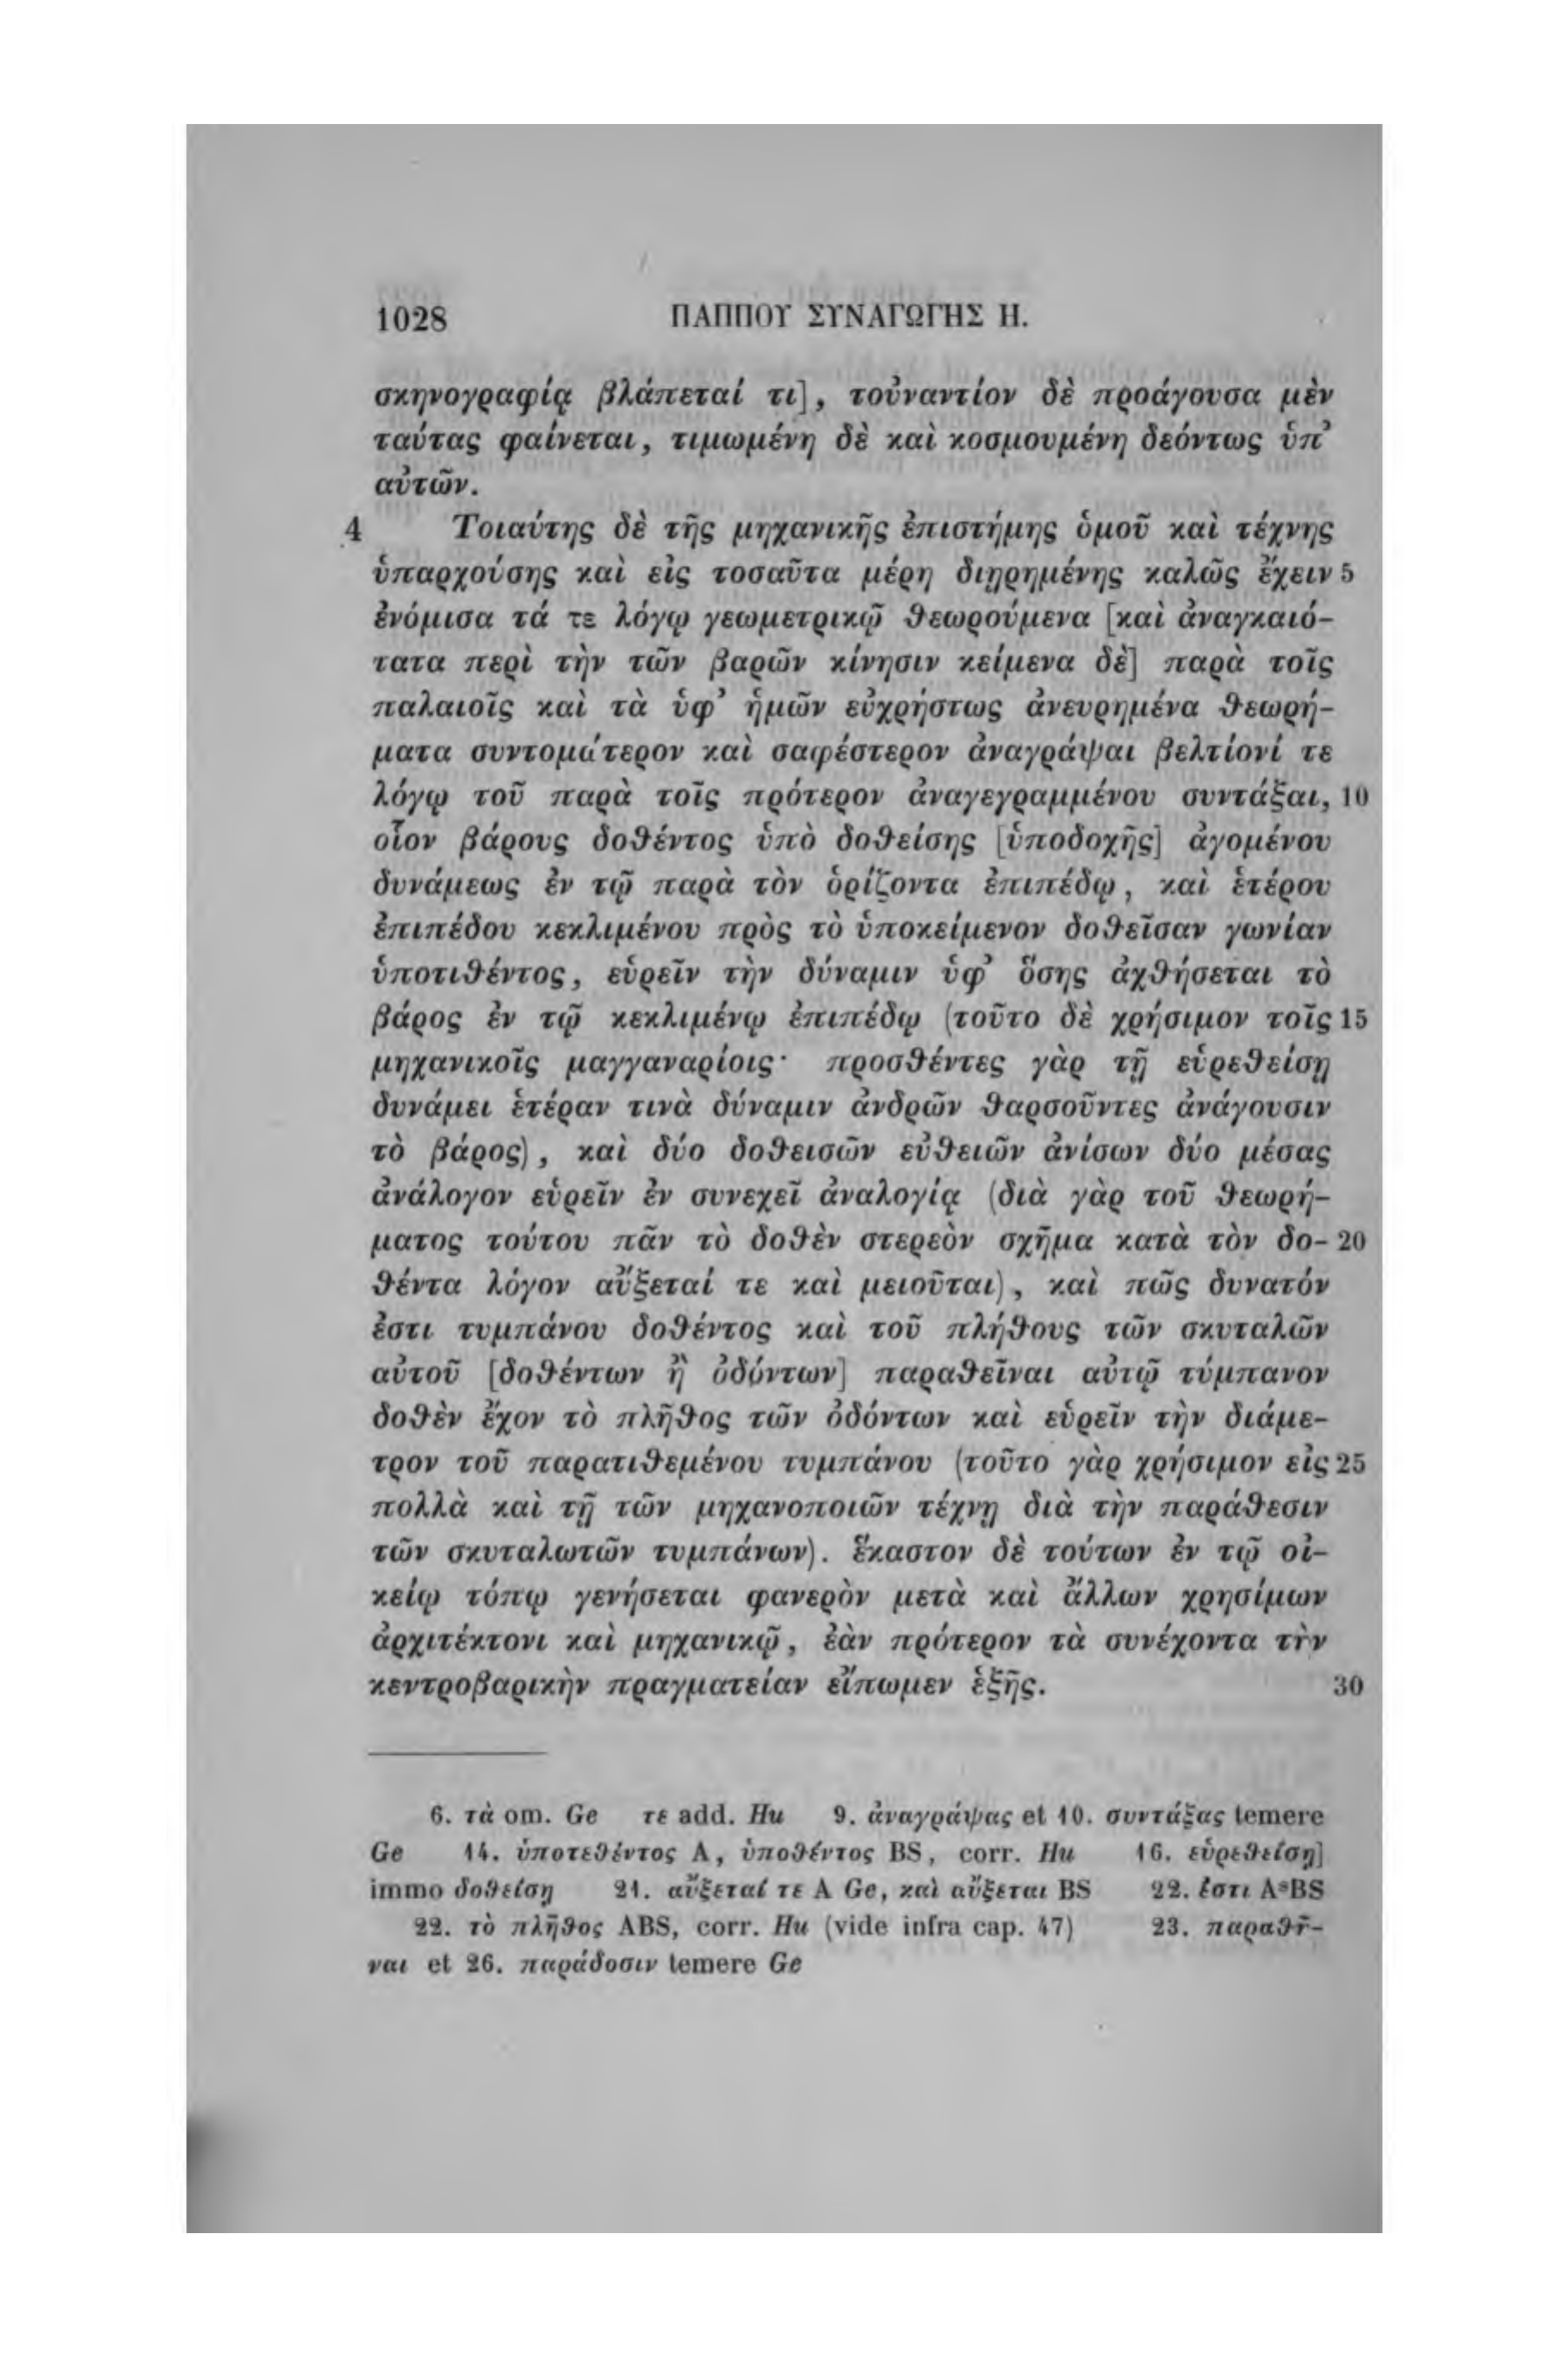 1028 ΠΑΠΠΟΥ ΣΥΝΑΓΩΓΗΣ Η.
σκηνογραφίᾳ βλάπεταί τι], τοὐναντίον δὲ προάγουσα μὲν
ταύτας φαίνεται, τιμωμένη δὲ καὶ κοσμουμένη δεόντως ὑπ᾽
αὐτῶν.
4 Τοιαύτης δὲ τῆς μηχανικῆς ἐπιστήμης ὁμοῦ καὶ τέχνης
ὑπαρχούσης καὶ εἰς τοσαῦτα μέρη διῃρημένης καλῶς ἔχειν 5
ἐνόμισα τά τε λόγῳ γεωμετρικῷ θεωρούμενα [καὶ ἀναγκαιό-
τατα περὶ τὴν τῶν βαρῶν κίνησιν κείμενα δὲ] παρὰ τοῖς
παλαιοῖς καὶ τὰ ὑφ᾽ ἡμῶν εὐχρήστως ἀνευρημένα θεωρή-
ματα συντομώτερον καὶ σαφέστερον ἀναγράψαι βελτίονί τε
λόγῳ τοῦ παρὰ τοῖς πρότερον ἀναγεγραμμένου συντάξαι, 10
οἷον βάρους δοθέντος ὑπὸ δοθείσης [ὑποδοχῆς] ἀγομένου
δυνάμεως ἐν τῷ παρὰ τὸν ὁρίζοντα ἐπιπέδῳ, καὶ ἑτέρου
ἐπιπέδου κεκλιμένου πρὸς τὸ ὑποκείμενον δοθεῖσαν γωνίαν
ὑποτιθέντος, εὑρεῖν τὴν δύναμιν ὑφ᾽ ὅσης ἀχθήσεται τὸ
βάρος ἐν τῷ κεκλιμένῳ ἐπιπέδῳ (τοῦτο δὲ χρήσιμον τοῖς 15
μηχανικοῖς μαγγαναρίοις· προσθέντες γὰρ τῇ εὑρεθείσῃ
δυνάμει ἑτέραν τινὰ δύναμιν ἀνδρῶν θαρσοῦντες ἀνάγουσιν
τὸ βάρος), καὶ δύο δοθεισῶν εὐθειῶν ἀνίσων δύο μέσας
ἀνάλογον εὑρεῖν ἐν συνεχεῖ ἀναλογίᾳ (διὰ γὰρ τοῦ θεωρή-
ματος τούτου πᾶν τὸ δοθὲν στερεὸν σχῆμα κατὰ τὸν δο- 20
θέντα λόγον αὔξεταί τε καὶ μειοῦται), καὶ πῶς δυνατόν
ἐστι τυμπάνου δοθέντος καὶ τοῦ πλήθους τῶν σκυταλῶν
αὐτοῦ [δοθέντων ἢ ὀδόντων] παραθεῖναι αὐτῷ τύμπανον
δοθὲν ἔχον τὸ πλῆθος τῶν ὀδόντων καὶ εὑρεῖν τὴν διάμε-
τρον τοῦ παρατιθεμένου τυμπάνου (τοῦτο γὰρ χρήσιμον εἰς 25
πολλὰ καὶ τῇ τῶν μηχανοποιῶν τέχνῃ διὰ τὴν παράθεσιν
τῶν σκυταλωτῶν τυμπάνων). ἕκαστον δὲ τούτων ἐν τῷ οἰ-
κείῳ τόπῳ γενήσεται φανερὸν μετὰ καὶ ἄλλων χρησίμων
ἀρχιτέκτονι καὶ μηχανικῷ, ἐὰν πρότερον τὰ συνέχοντα τὴν
κεντροβαρικὴν πραγματείαν εἴπωμεν ἑξῆς. 30
6. τὰ om. Ge τε add. Hu 9. ἀναγράψας et 10. συντάξας temere
Ge 14. ὑποτεθέντος A, ὑποθέντος BS, corr. Hu 16. εὑρεθείσῃ]
immo δοθείσῃ 21. αὔξεταί τε A Ge, καὶ αὔξεται BS 22. ἐστι AˢBS
22. τὸ πλῆθος ABS, corr. Hu (vide infra cap. 47) 23. παραθῆ-
ναι et 26. παράδοσιν temere Ge